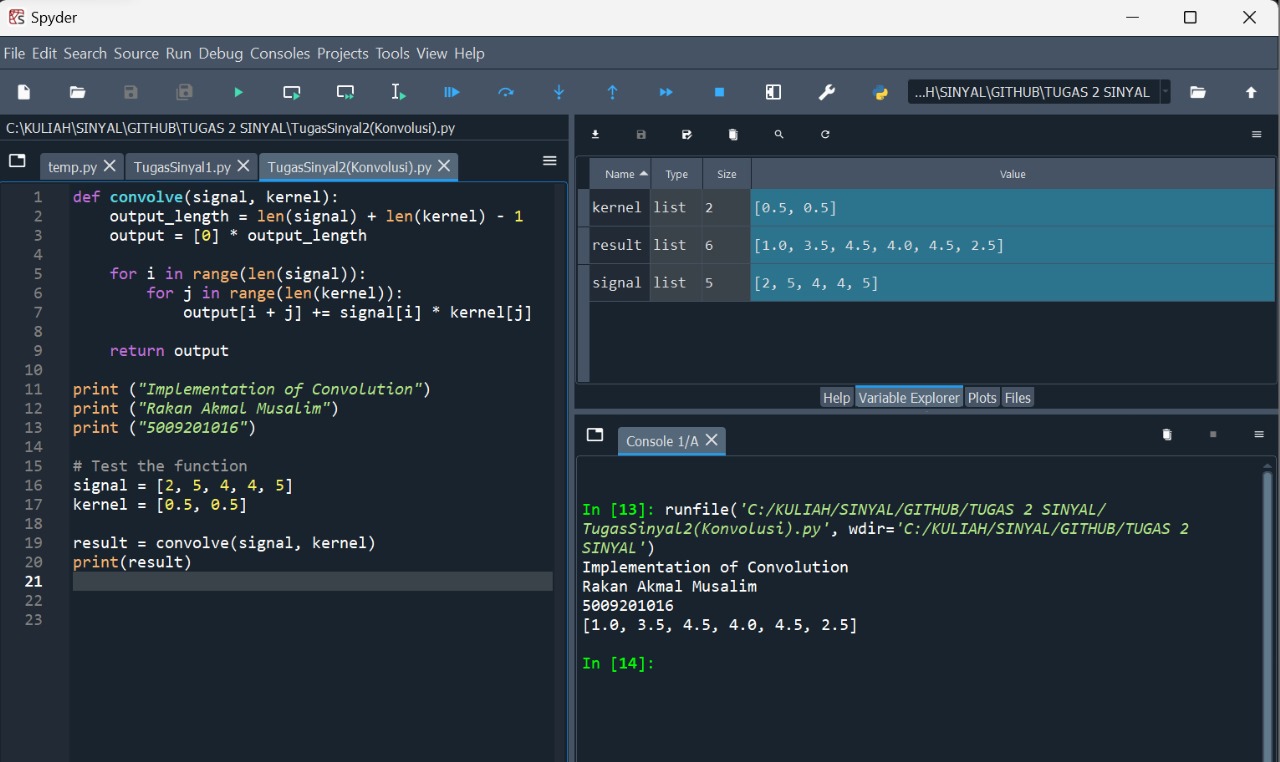 Spyder
File Edit Search Source Run Debug Consoles Projects Tools View Help
...H\SINYAL\GITHUB\TUGAS 2 SINYAL
C:\KULIAH\SINYAL\GITHUB\TUGAS 2 SINYAL\TugasSinyal2(Konvolusi).py
temp.py TugasSinyal1.py TugasSinyal2(Konvolusi).py
1 def convolve(signal, kernel):
2     output_length = len(signal) + len(kernel) - 1
3     output = [0] * output_length
4
5     for i in range(len(signal)):
6         for j in range(len(kernel)):
7             output[i + j] += signal[i] * kernel[j]
8
9     return output
10
11 print ("Implementation of Convolution")
12 print ("Rakan Akmal Musalim")
13 print ("5009201016")
14
15 # Test the function
16 signal = [2, 5, 4, 4, 5]
17 kernel = [0.5, 0.5]
18
19 result = convolve(signal, kernel)
20 print(result)
21
22
23
Name Type Size Value
kernel list 2 [0.5, 0.5]
result list 6 [1.0, 3.5, 4.5, 4.0, 4.5, 2.5]
signal list 5 [2, 5, 4, 4, 5]
Help Variable Explorer Plots Files
Console 1/A
In [13]: runfile('C:/KULIAH/SINYAL/GITHUB/TUGAS 2 SINYAL/
TugasSinyal2(Konvolusi).py', wdir='C:/KULIAH/SINYAL/GITHUB/TUGAS 2
SINYAL')
Implementation of Convolution
Rakan Akmal Musalim
5009201016
[1.0, 3.5, 4.5, 4.0, 4.5, 2.5]
In [14]: